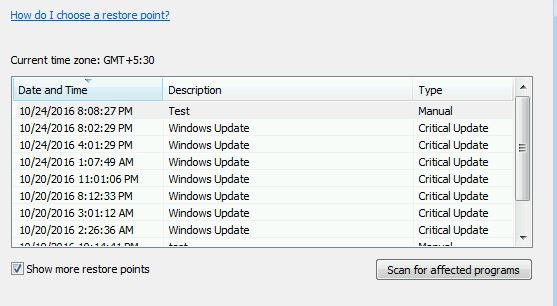 How do I choose a restore point?
Current time zone: GMT+5:30
Date and Time Description Type
10/24/2016 8:08:27 PM Test Manual
10/24/2016 8:02:29 PM Windows Update Critical Update
10/24/2016 4:01:29 PM Windows Update Critical Update
10/24/2016 1:07:49 AM Windows Update Critical Update
10/20/2016 11:01:06 PM Windows Update Critical Update
10/20/2016 8:12:33 PM Windows Update Critical Update
10/20/2016 3:01:12 AM Windows Update Critical Update
10/20/2016 2:26:36 AM Windows Update Critical Update
Show more restore points Scan for affected programs